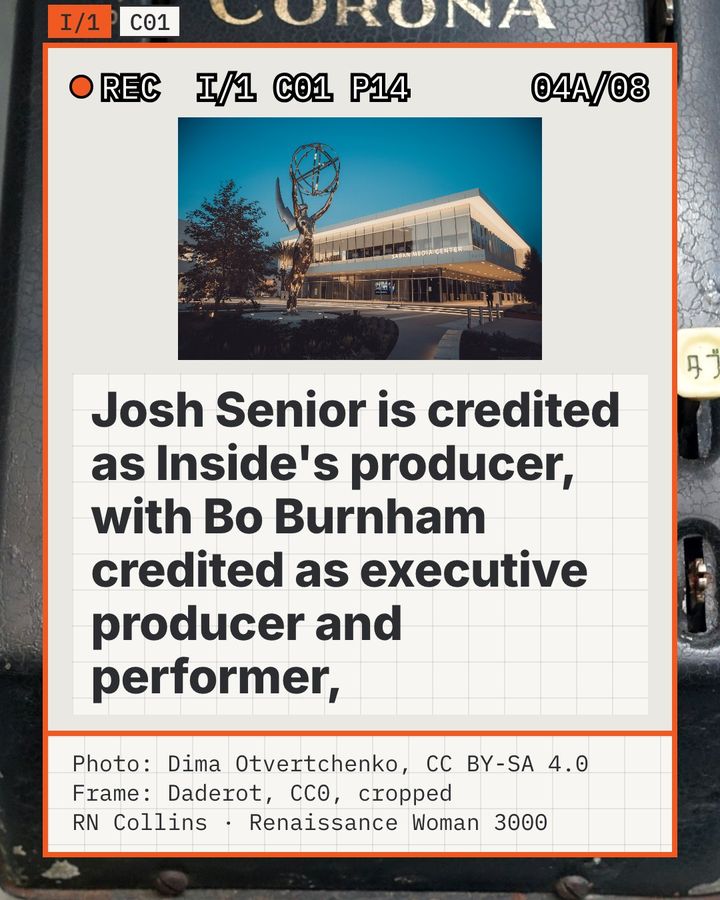 CORONA
I/1 C01
REC I/1 C01 P14 04A/08
SABAN MEDIA CENTER
Josh Senior is credited
as Inside's producer,
with Bo Burnham
credited as executive
producer and
performer,
Photo: Dima Otvertchenko, CC BY-SA 4.0
Frame: Daderot, CC0, cropped
RN Collins · Renaissance Woman 3000